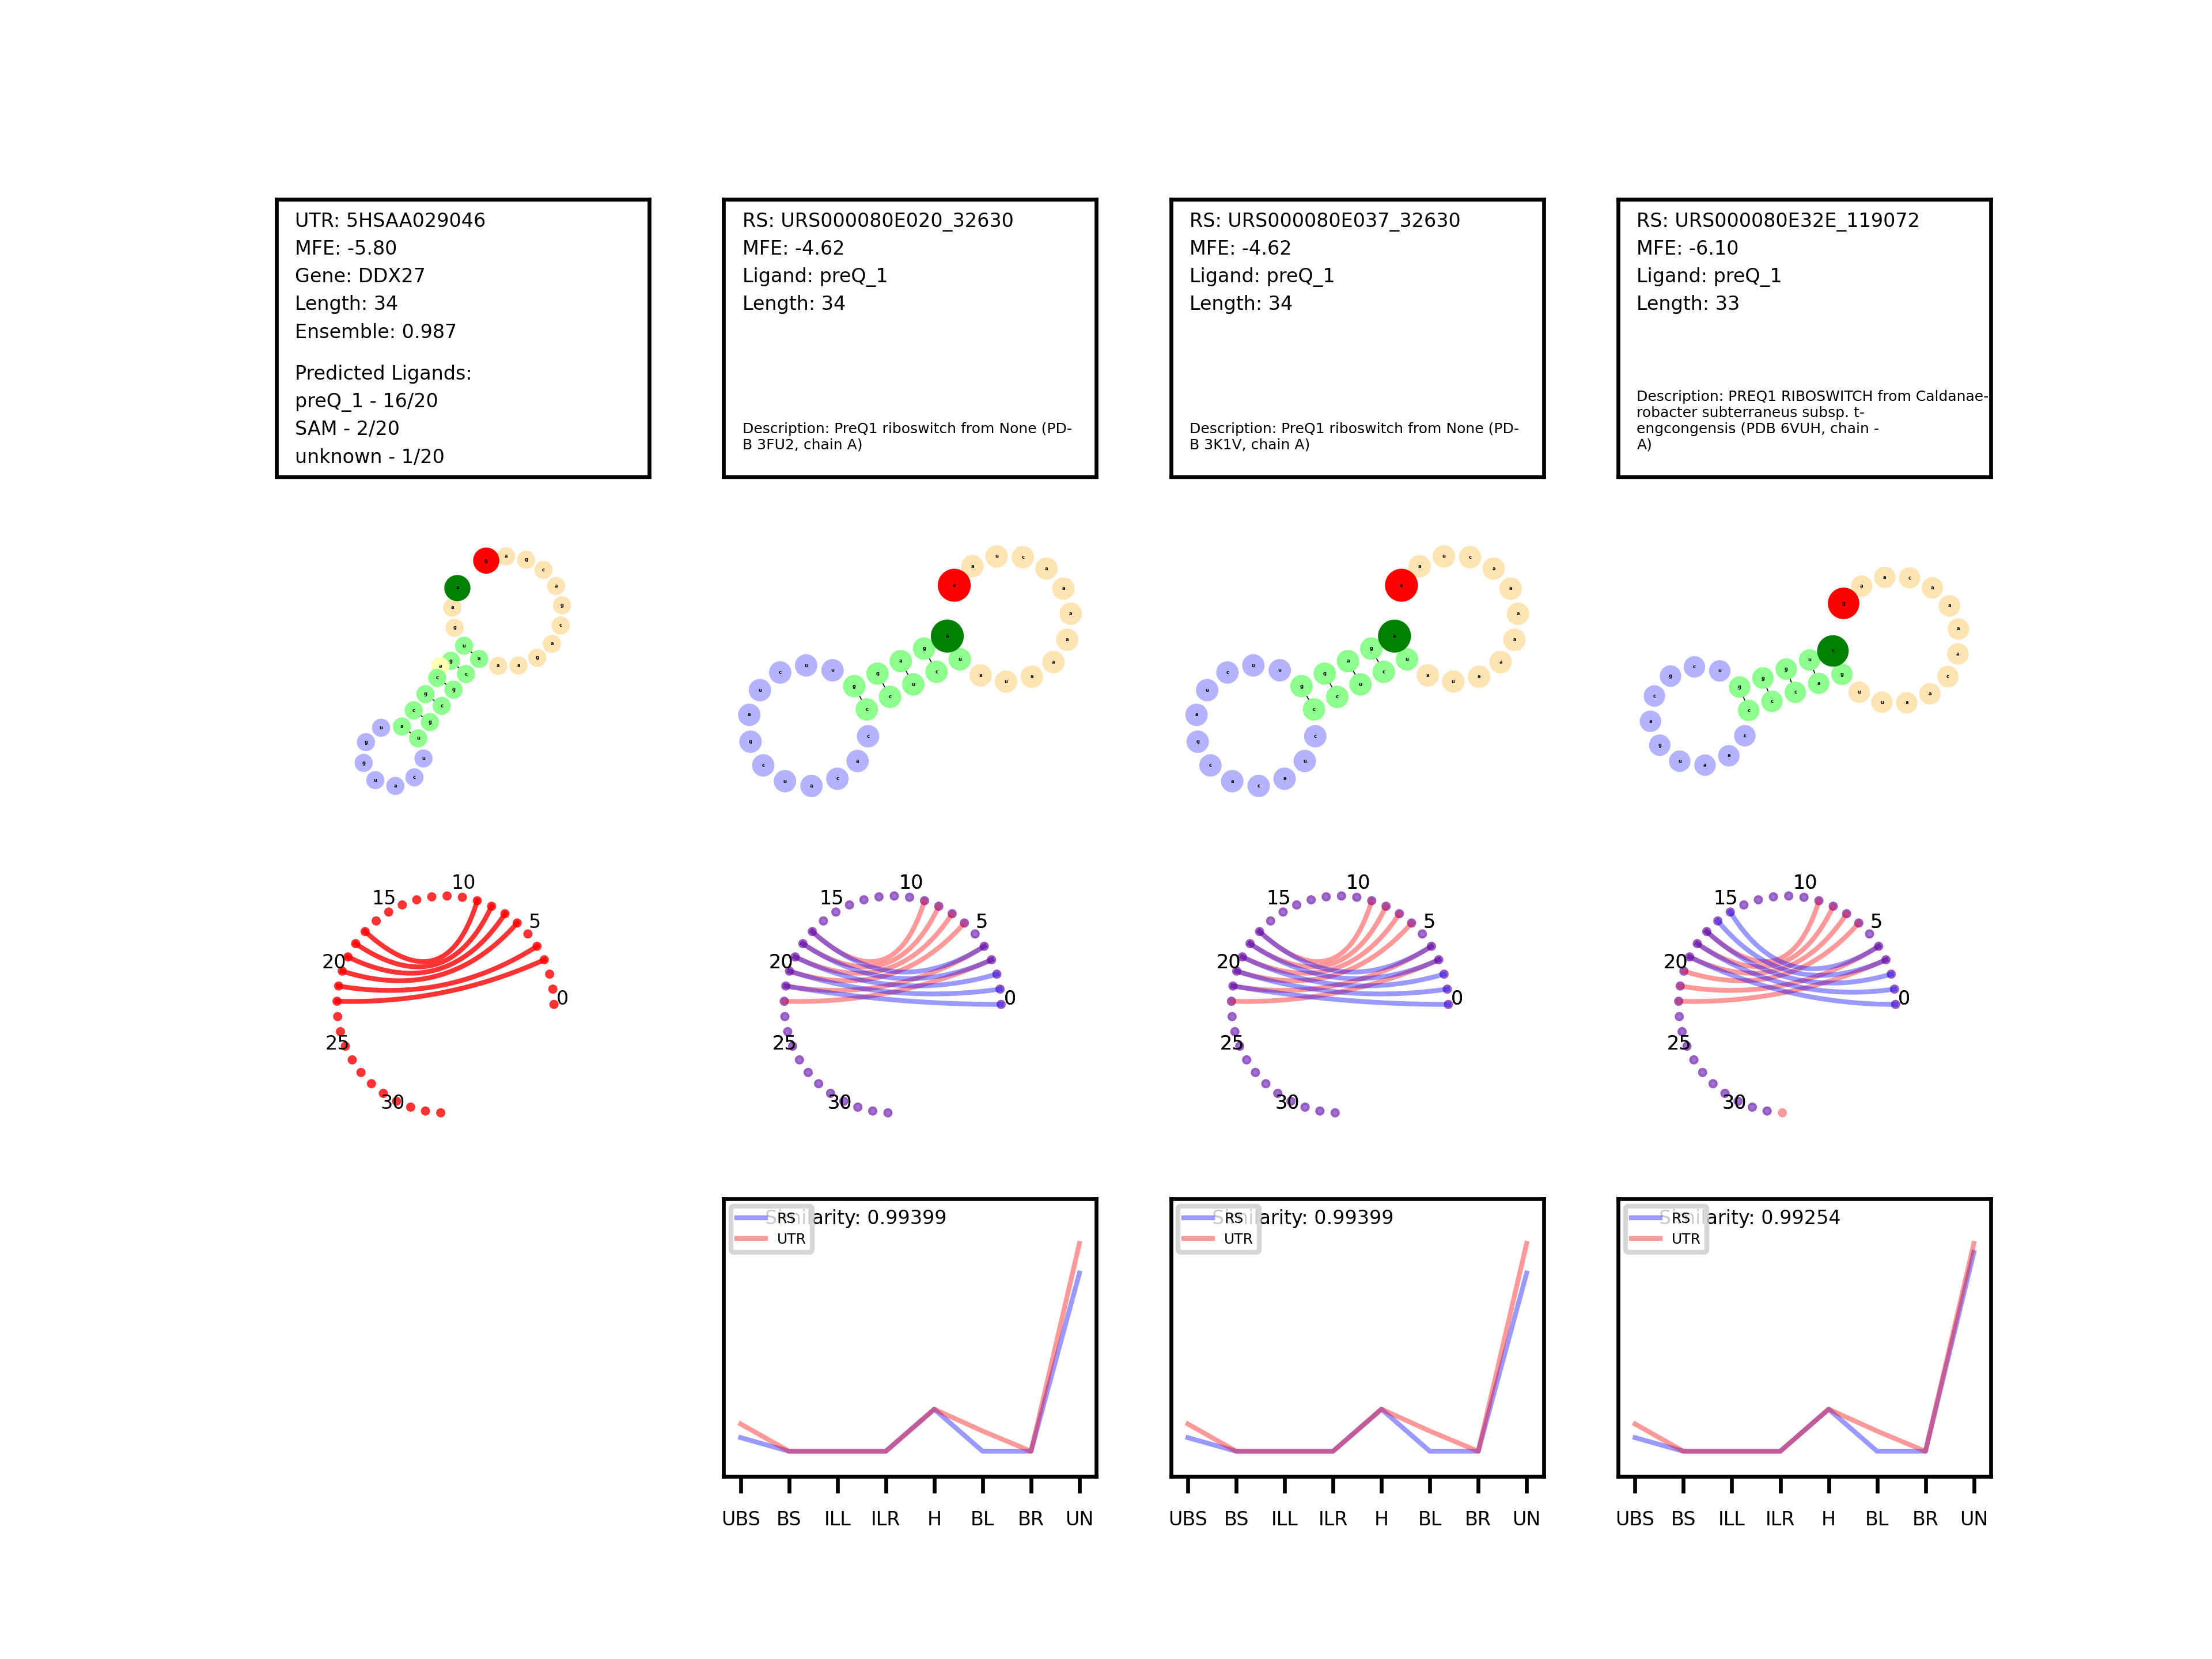 UTR: 5HSAA029046
MFE: -5.80
Gene: DDX27
Length: 34
Ensemble: 0.987
Predicted Ligands:
preQ_1 - 16/20
SAM - 2/20
unknown - 1/20
RS: URS000080E020_32630
MFE: -4.62
Ligand: preQ_1
Length: 34
Description: PreQ1 riboswitch from None (PD-
B 3FU2, chain A)
RS: URS000080E037_32630
MFE: -4.62
Ligand: preQ_1
Length: 34
Description: PreQ1 riboswitch from None (PD-
B 3K1V, chain A)
RS: URS000080E32E_119072
MFE: -6.10
Ligand: preQ_1
Length: 33
Description: PREQ1 RIBOSWITCH from Caldanae-
robacter subterraneus subsp. t-
engcongensis (PDB 6VUH, chain -
A)
0
5
10
15
20
25
30
0
5
10
15
20
25
30
0
5
10
15
20
25
30
0
5
10
15
20
25
30
Similarity: 0.99399
RS
UTR
UBS BS ILL ILR H BL BR UN
Similarity: 0.99399
RS
UTR
UBS BS ILL ILR H BL BR UN
Similarity: 0.99254
RS
UTR
UBS BS ILL ILR H BL BR UN